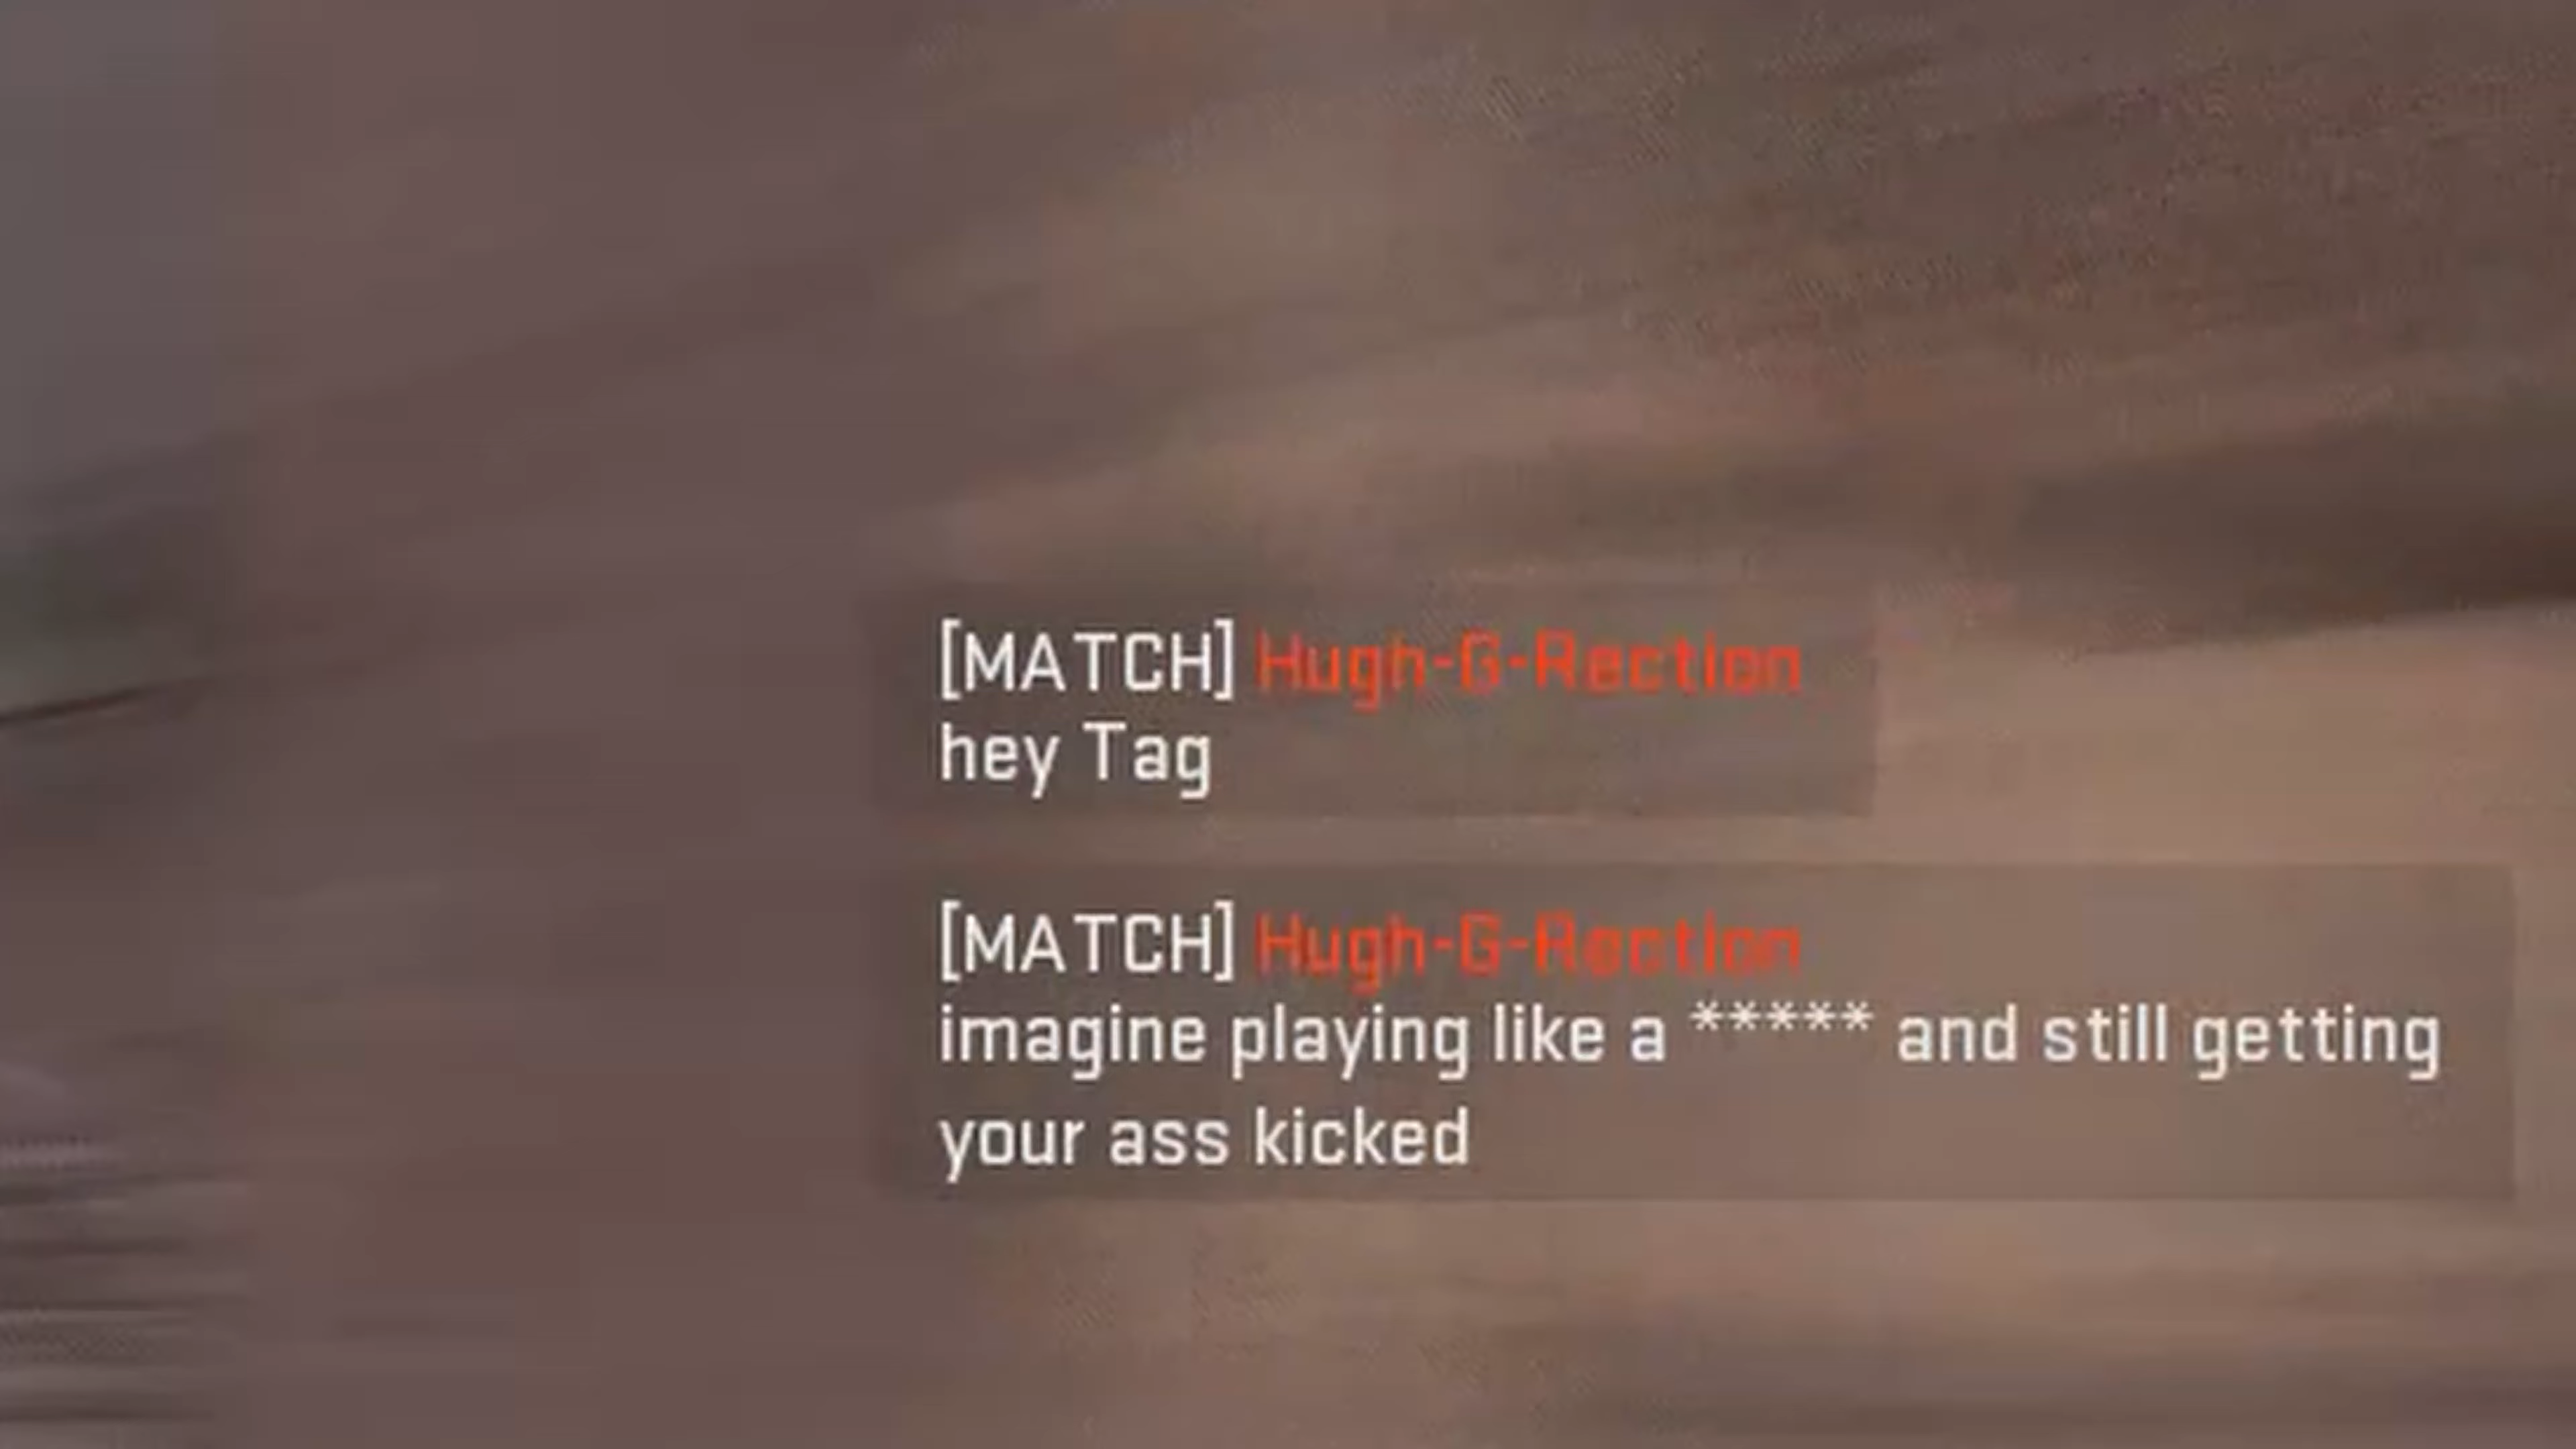 [MATCH] Hugh-G-Rection
hey Tag
[MATCH] Hugh-G-Rection
imagine playing like a ***** and still getting
your ass kicked